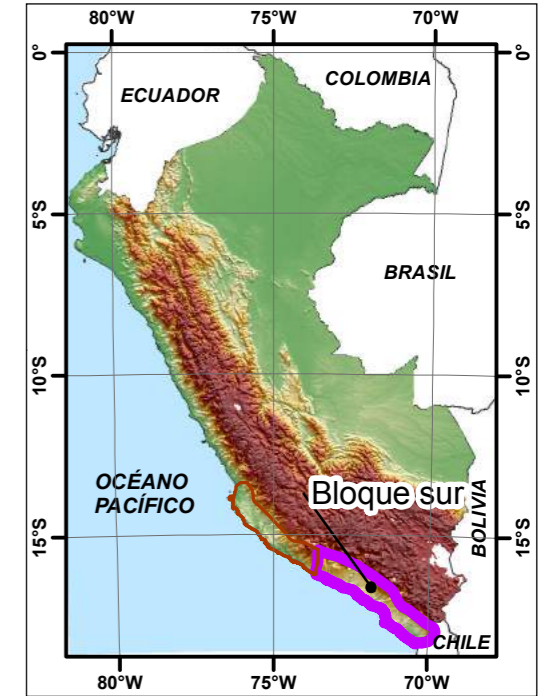 80°W 75°W 70°W
0° 0°
COLOMBIA
ECUADOR
5°S 5°S
BRASIL
10°S 10°S
OCÉANO
PACÍFICO
Bloque sur
BOLIVIA
15°S 15°S
CHILE
80°W 75°W 70°W